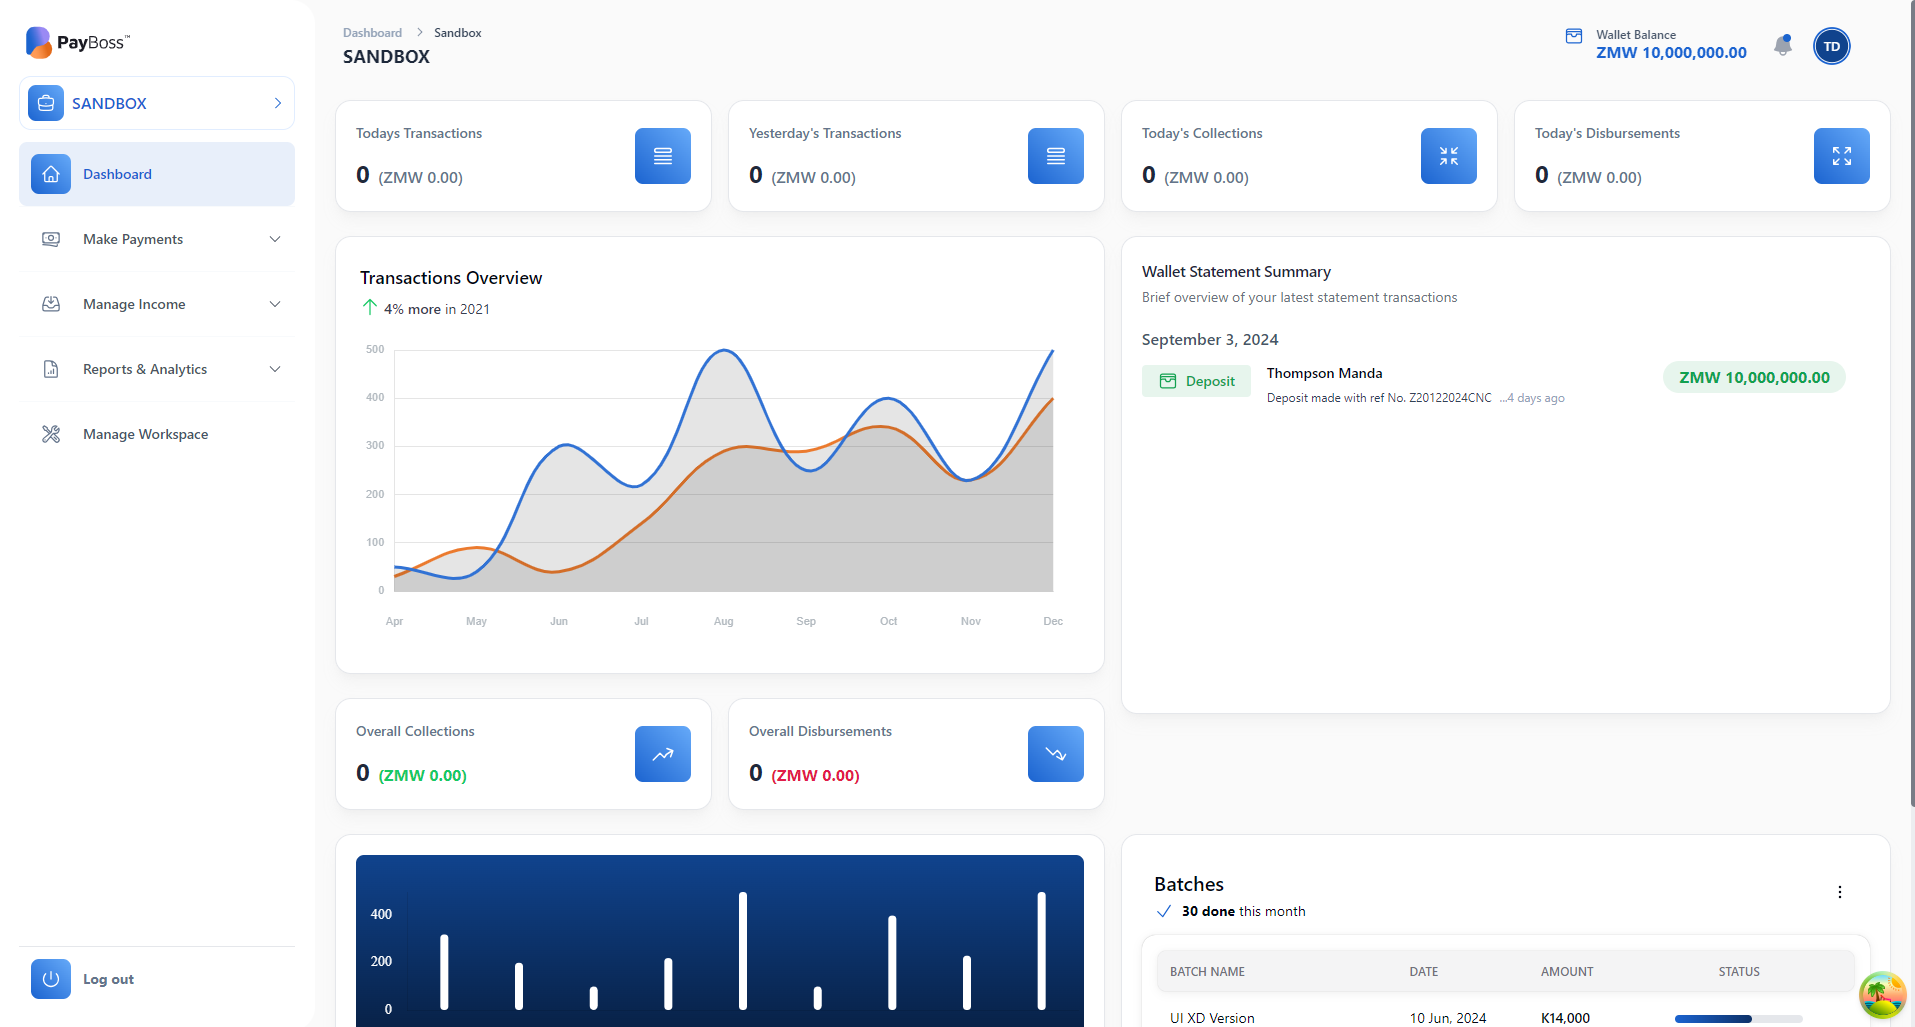 PayBoss™
SANDBOX
Dashboard
Make Payments
Manage Income
Reports & Analytics
Manage Workspace
Log out
Dashboard > Sandbox
SANDBOX
Wallet Balance
ZMW 10,000,000.00
TD
Todays Transactions
0 (ZMW 0.00)
Yesterday's Transactions
0 (ZMW 0.00)
Today's Collections
0 (ZMW 0.00)
Today's Disbursements
0 (ZMW 0.00)
Transactions Overview
4% more in 2021
500
400
300
200
100
0
Apr May Jun Jul Aug Sep Oct Nov Dec
Wallet Statement Summary
Brief overview of your latest statement transactions
September 3, 2024
Deposit
Thompson Manda
Deposit made with ref No. Z20122024CNC ...4 days ago
ZMW 10,000,000.00
Overall Collections
0 (ZMW 0.00)
Overall Disbursements
0 (ZMW 0.00)
400
200
0
Batches
30 done this month
BATCH NAME DATE AMOUNT STATUS
UI XD Version 10 Jun, 2024 K14,000